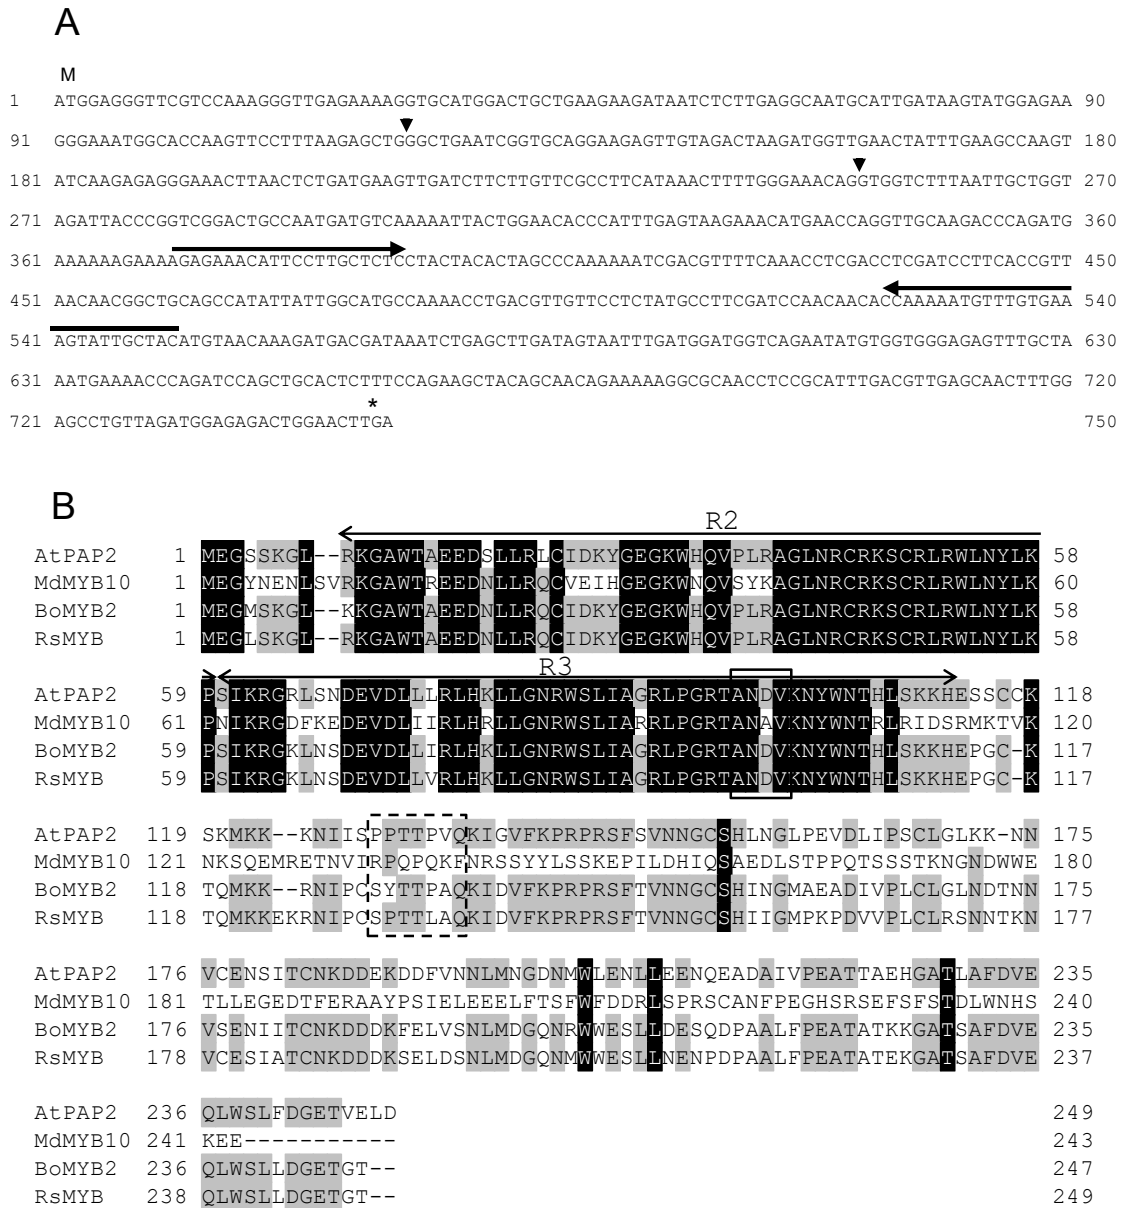 A
M
1 ATGGAGGGTTCGTCCAAAGGGTTGAGAAAAGGTGCATGGACTGCTGAAGAAGATAATCTCTTGAGGCAATGCATTGATAAGTATGGAGAA 90
91 GGGAAATGGCACCAAGTTCCTTTAAGAGCTGGGCTGAATCGGTGCAGGAAGAGTTGTAGACTAAGATGGTTGAACTATTTGAAGCCAAGT 180
181 ATCAAGAGAGGGAAACTTAACTCTGATGAAGTTGATCTTCTTGTTCGCCTTCATAAACTTTTGGGAAACAGGTGGTCTTTAATTGCTGGT 270
271 AGATTACCCGGTCGGACTGCCAATGATGTCAAAAATTACTGGAACACCCATTTGAGTAAGAAACATGAACCAGGTTGCAAGACCCAGATG 360
361 AAAAAAGAAAAGAGAAACATTCCTTGCTCTCCTACTACACTAGCCCAAAAAATCGACGTTTTCAAACCTCGACCTCGATCCTTCACCGTT 450
451 AACAACGGCTGCAGCCATATTATTGGCATGCCAAAACCTGACGTTGTTCCTCTATGCCTTCGATCCAACAACACCAAAAATGTTTGTGAA 540
541 AGTATTGCTACATGTAACAAAGATGACGATAAATCTGAGCTTGATAGTAATTTGATGGATGGTCAGAATATGTGGTGGGAGAGTTTGCTA 630
631 AATGAAAACCCAGATCCAGCTGCACTCTTTCCAGAAGCTACAGCAACAGAAAAAGGCGCAACCTCCGCATTTGACGTTGAGCAACTTTGG 720
*
721 AGCCTGTTAGATGGAGAGACTGGAACTTGA 750
B
R2
AtPAP2 1 MEGSSKGL--RKGAWTAEEDSLLRLCIDKYGEGKWHQVPLRAGLNRCRKSCRLRWLNYLK 58
MdMYB10 1 MEGYNENLSVRKGAWTREEDNLLRQCVEIHGEGKWNQVSYKAGLNRCRKSCRLRWLNYLK 60
BoMYB2 1 MEGMSKGL--KKGAWTAEEDNLLRQCIDKYGEGKWHQVPLRAGLNRCRKSCRLRWLNYLK 58
RsMYB 1 MEGLSKGL--RKGAWTAEEDNLLRQCIDKYGEGKWHQVPLRAGLNRCRKSCRLRWLNYLK 58
R3
AtPAP2 59 PSIKRGRLSNDEVDLLLRLHKLLGNRWSLIAGRLPGRTANDVKNYWNTHLSKKHESSCCK 118
MdMYB10 61 PNIKRGDFKEDEVDLIIRLHRLLGNRWSLIARRLPGRTANAVKNYWNTRLRIDSRMKTVK 120
BoMYB2 59 PSIKRGKLNSDEVDLLIRLHKLLGNRWSLIAGRLPGRTANDVKNYWNTHLSKKHEPGC-K 117
RsMYB 59 PSIKRGKLNSDEVDLLVRLHKLLGNRWSLIAGRLPGRTANDVKNYWNTHLSKKHEPGC-K 117
AtPAP2 119 SKMKK--KNIISPPTTPVQKIGVFKPRPRSFSVNNGCSHLNGLPEVDLIPSCLGLKK-NN 175
MdMYB10 121 NKSQEMRETNVIRPQPQKFNRSSYYLSSKEPILDHIQSAEDLSTPPQTSSSTKNGNDWWE 180
BoMYB2 118 TQMKK--RNIPCSYTTPAQKIDVFKPRPRSFTVNNGCSHINGMAEADIVPLCLGLNDTNN 175
RsMYB 118 TQMKKEKRNIPCSPTTLAQKIDVFKPRPRSFTVNNGCSHIIGMPKPDVVPLCLRSNNTKN 177
AtPAP2 176 VCENSITCNKDDEKDDFVNNLMNGDNMWLENLLEENQEADAIVPEATTAEHGATLAFDVE 235
MdMYB10 181 TLLEGEDTFERAAYPSIELEEELFTSFWFDDRLSPRSCANFPEGHSRSEFSFSTDLWNHS 240
BoMYB2 176 VSENIITCNKDDDKFELVSNLMDGQNRWWESLLDESQDPAALFPEATATKKGATSAFDVE 235
RsMYB 178 VCESIATCNKDDDKSELDSNLMDGQNMWWESLLNENPDPAALFPEATATEKGATSAFDVE 237
AtPAP2 236 QLWSLFDGETVELD 249
MdMYB10 241 KEE----------- 243
BoMYB2 236 QLWSLLDGETGT-- 247
RsMYB 238 QLWSLLDGETGT-- 249